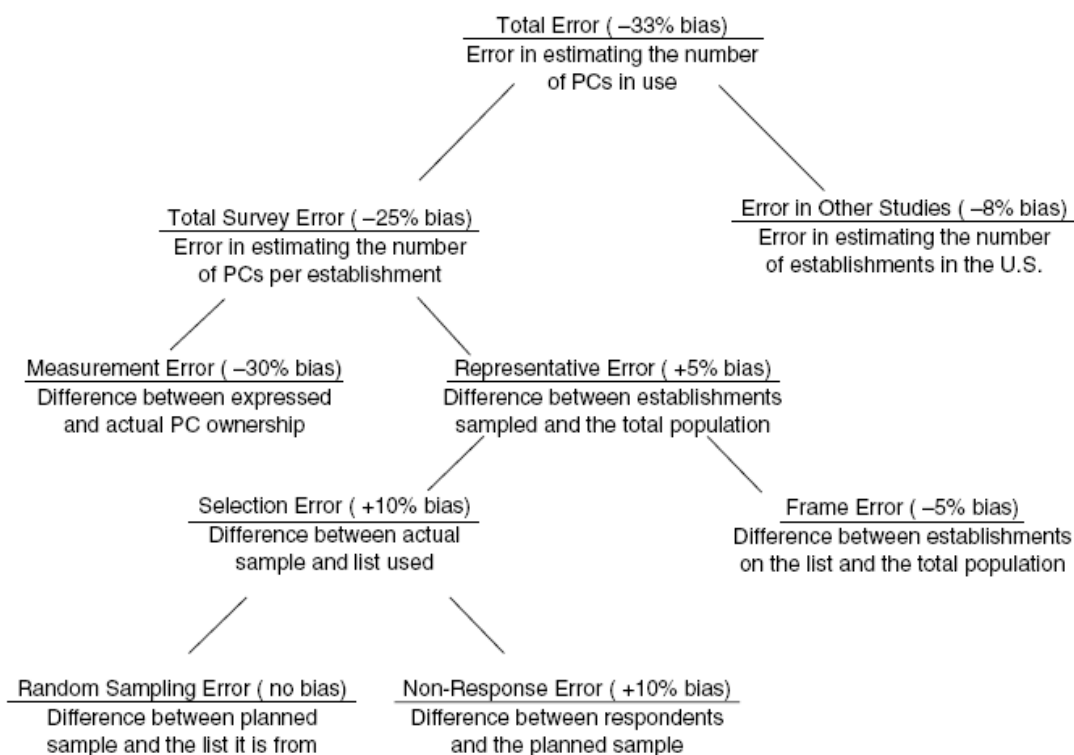 Total Error ( –33% bias)
Error in estimating the number
of PCs in use
Total Survey Error ( –25% bias)
Error in estimating the number
of PCs per establishment
Error in Other Studies ( –8% bias)
Error in estimating the number
of establishments in the U.S.
Measurement Error ( –30% bias)
Difference between expressed
and actual PC ownership
Representative Error ( +5% bias)
Difference between establishments
sampled and the total population
Selection Error ( +10% bias)
Difference between actual
sample and list used
Frame Error ( –5% bias)
Difference between establishments
on the list and the total population
Random Sampling Error ( no bias)
Difference between planned
sample and the list it is from
Non-Response Error ( +10% bias)
Difference between respondents
and the planned sample